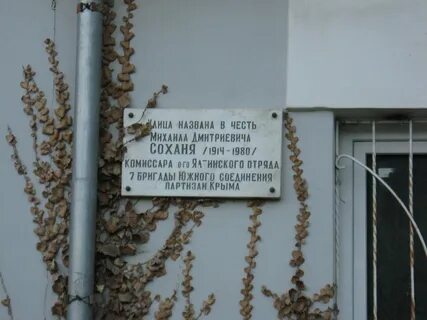 УЛИЦА НАЗВАНА В ЧЕСТЬ
МИХАИЛА ДМИТРИЕВИЧА
СОХАНЯ /1914-1980/
КОМИССАРА 10ГО ЯЛТИНСКОГО ОТРЯДА
7 БРИГАДЫ ЮЖНОГО СОЕДИНЕНИЯ
ПАРТИЗАН КРЫМА